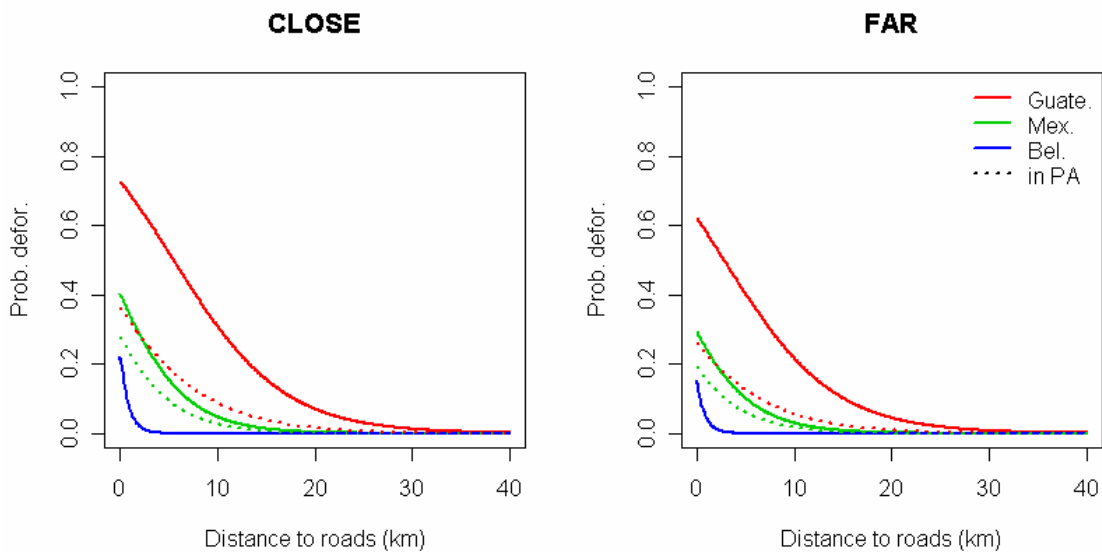 CLOSE
Prob. defor.
1.0
0.8
0.6
0.4
0.2
0.0
0 10 20 30 40
Distance to roads (km)
FAR
Guate.
Mex.
Bel.
in PA
Prob. defor.
1.0
0.8
0.6
0.4
0.2
0.0
0 10 20 30 40
Distance to roads (km)